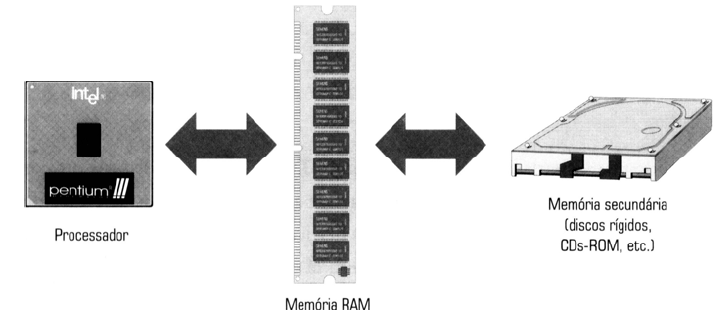 intel®
pentium® III
Processador
Memória RAM
Memória secundária
(discos rígidos,
CDs-ROM, etc.)